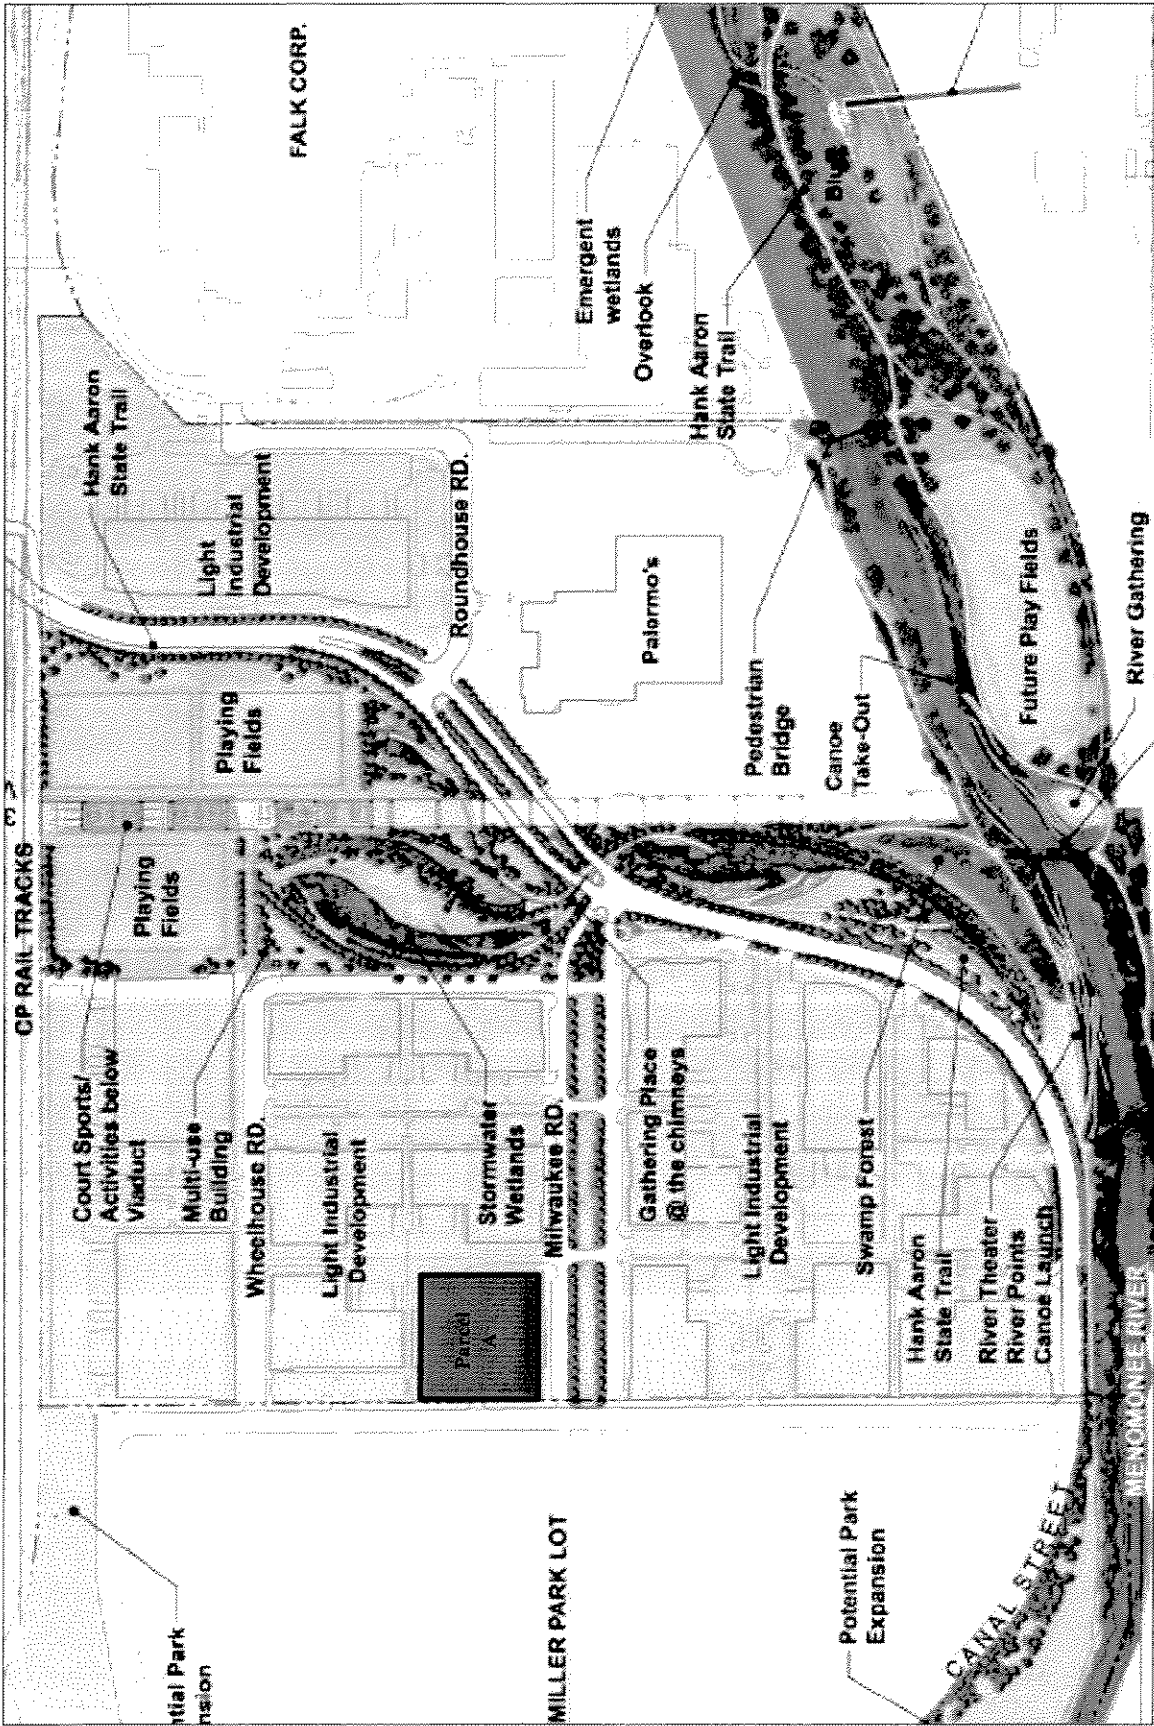 CP RAIL TRACKS
FALK CORP.
Hank Aaron
State Trail
Light
Industrial
Development
Roundhouse RD.
Palermo's
Playing
Fields
Playing
Fields
Court Sports/
Activities below
Viaduct
Multi-use
Building
Wheelhouse RD.
Light Industrial
Development
Stormwater
Wetlands
Milwaukee RD.
Parcel
A
Gathering Place
@ the chimneys
Light Industrial
Development
Swamp Forest
Hank Aaron
State Trail
River Theater
River Points
Canoe Launch
Emergent
wetlands
Overlook
Hank Aaron
State Trail
Bluff
Pedestrian
Bridge
Canoe
Take-Out
Future Play Fields
River Gathering
MENOMONEE RIVER
CANAL STREET
Potential Park
Expansion
MILLER PARK LOT
ntial Park
nsion